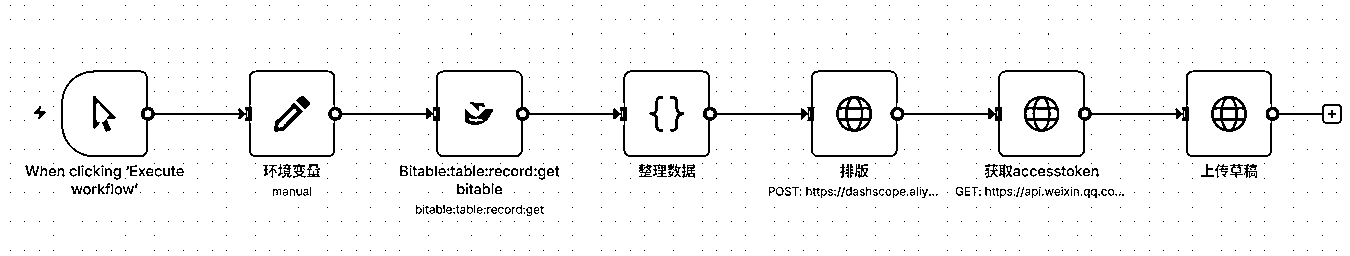 When clicking 'Execute
workflow'
环境变量
manual
Bitable:table:record:get
bitable
bitable:table:record:get
整理数据
排版
POST: https://dashscope.aliy...
获取accesstoken
GET: https://api.weixin.qq.co...
上传草稿